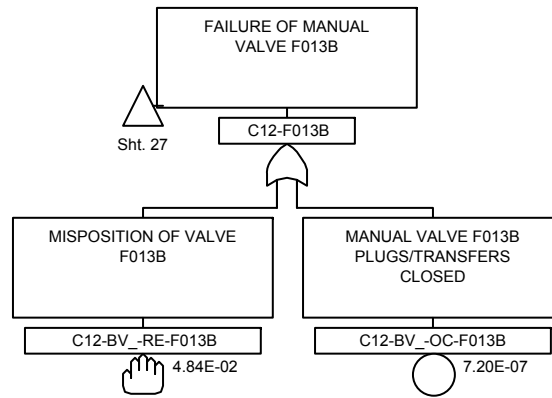 FAILURE OF MANUAL
VALVE F013B
Sht. 27
C12-F013B
MISPOSITION OF VALVE
F013B
C12-BV_-RE-F013B
4.84E-02
MANUAL VALVE F013B
PLUGS/TRANSFERS
CLOSED
C12-BV_-OC-F013B
7.20E-07